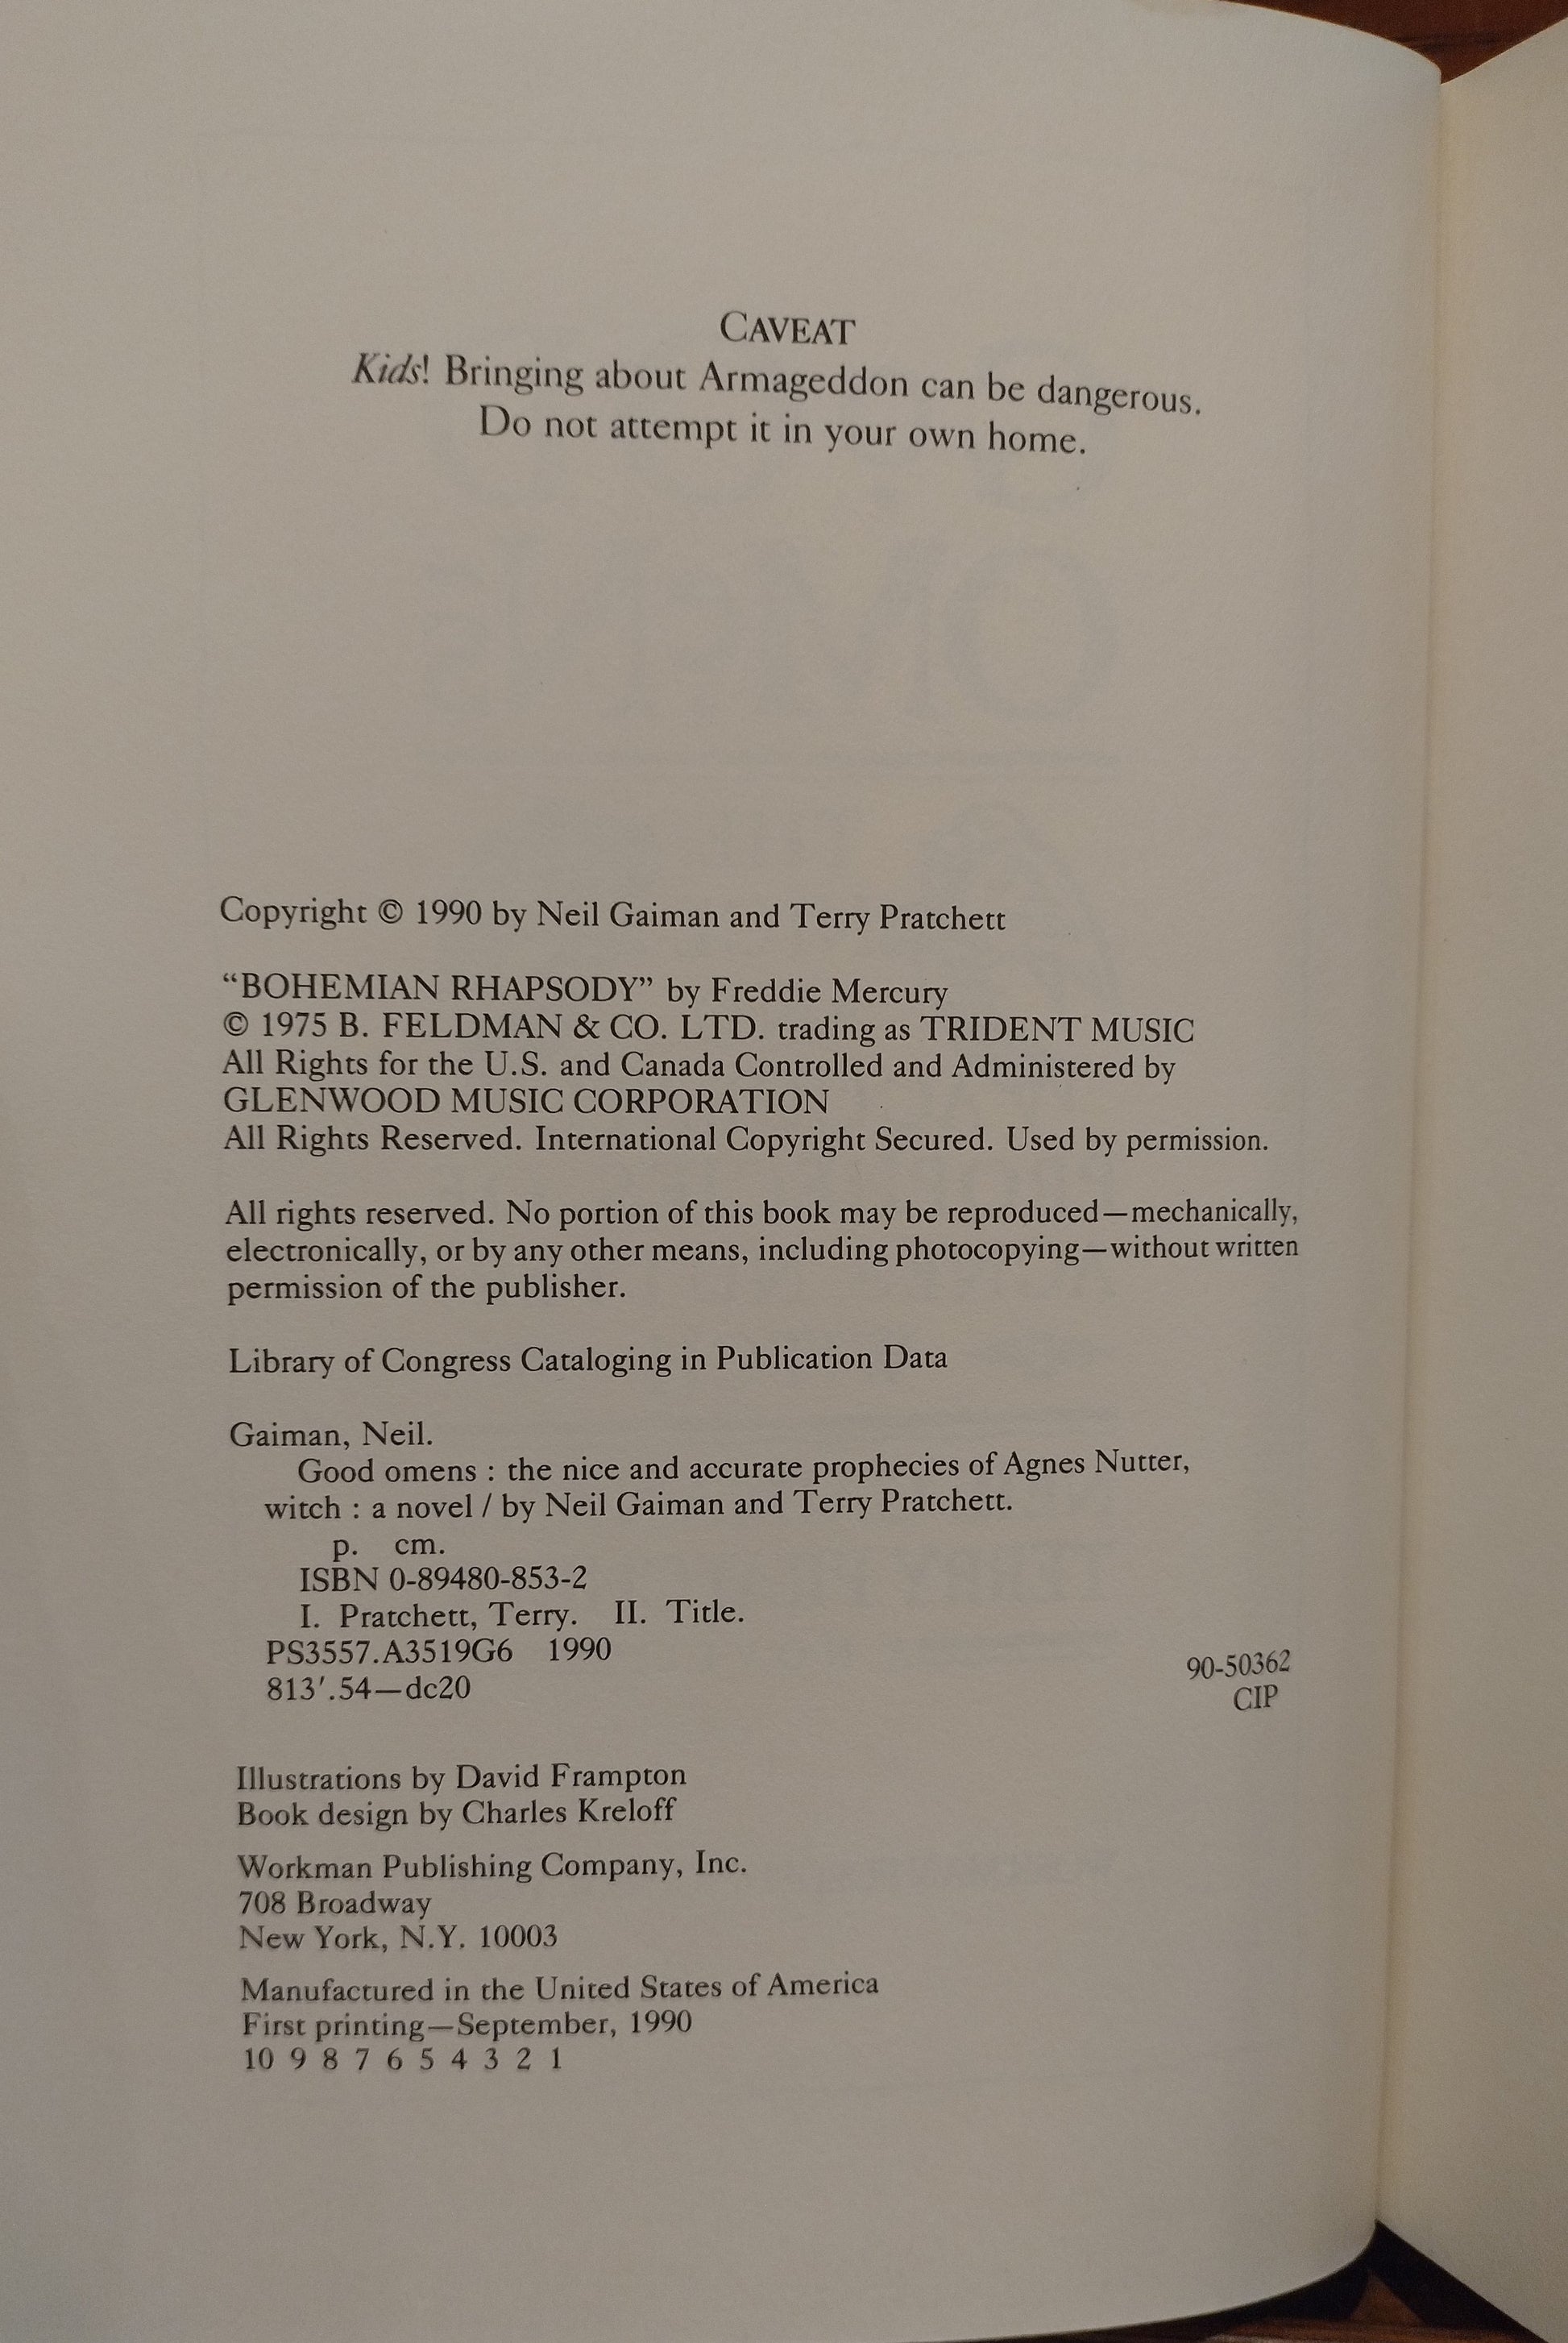 CAVEAT
Kids! Bringing about Armageddon can be dangerous.
Do not attempt it in your own home.
Copyright © 1990 by Neil Gaiman and Terry Pratchett
“BOHEMIAN RHAPSODY” by Freddie Mercury
© 1975 B. FELDMAN & CO. LTD. trading as TRIDENT MUSIC
All Rights for the U.S. and Canada Controlled and Administered by
GLENWOOD MUSIC CORPORATION
All Rights Reserved. International Copyright Secured. Used by permission.
All rights reserved. No portion of this book may be reproduced—mechanically,
electronically, or by any other means, including photocopying—without written
permission of the publisher.
Library of Congress Cataloging in Publication Data
Gaiman, Neil.
Good omens : the nice and accurate prophecies of Agnes Nutter,
witch : a novel / by Neil Gaiman and Terry Pratchett.
p. cm.
ISBN 0-89480-853-2
I. Pratchett, Terry. II. Title.
PS3557.A3519G6 1990
813′.54—dc20
90-50362
CIP
Illustrations by David Frampton
Book design by Charles Kreloff
Workman Publishing Company, Inc.
708 Broadway
New York, N.Y. 10003
Manufactured in the United States of America
First printing—September, 1990
10 9 8 7 6 5 4 3 2 1